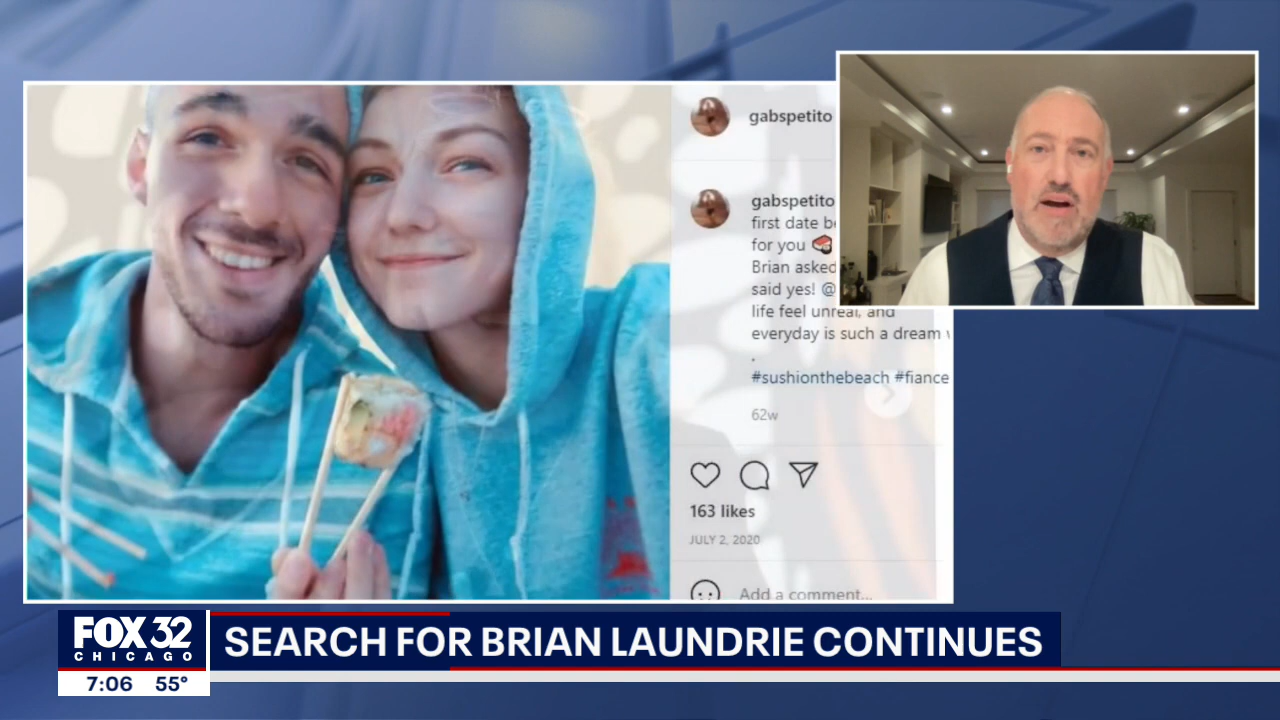 gabspetito
gabspetito
first date be
for you
Brian asked
said yes! @
life feel unreal, and
everyday is such a dream
.
#sushionthebeach #fiance
62w
163 likes
JULY 2, 2020
Add a comment...
FOX 32
CHICAGO
SEARCH FOR BRIAN LAUNDRIE CONTINUES
7:06 55°